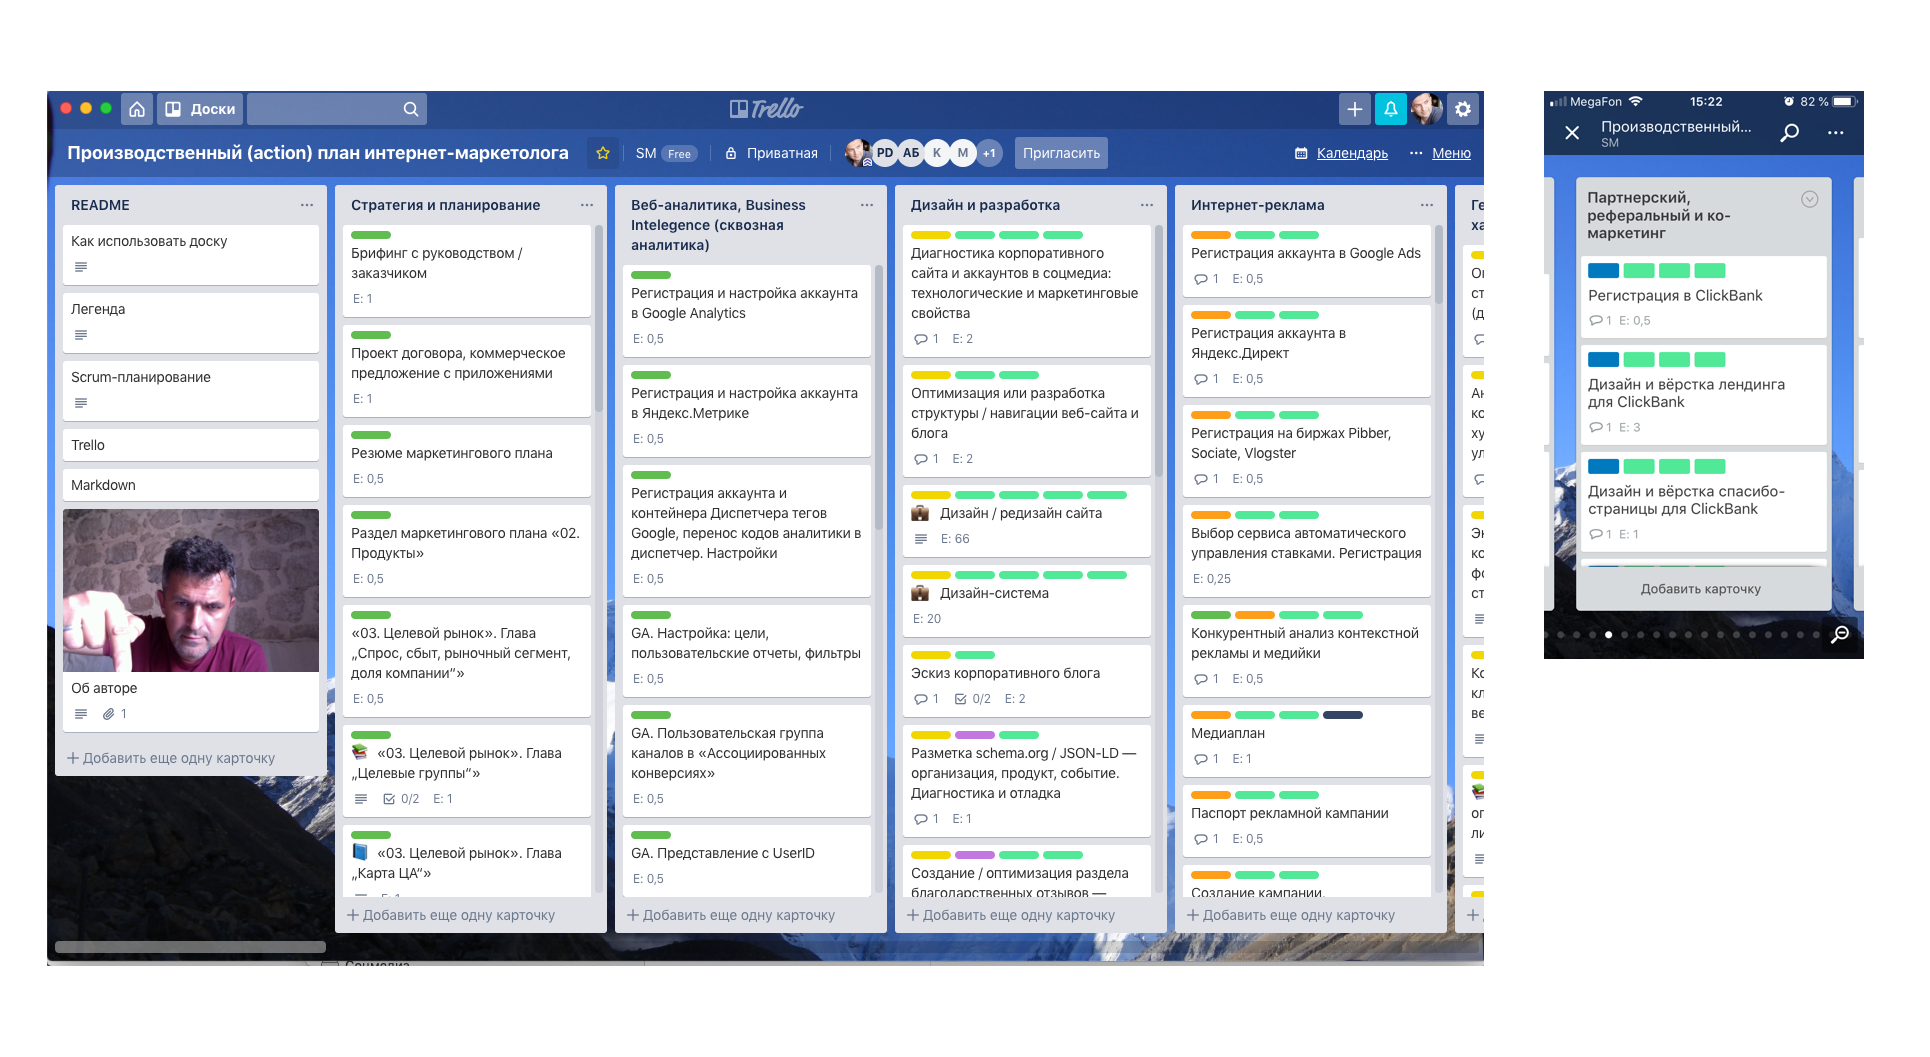 Доски
Trello
Производственный (action) план интернет-маркетолога
SM Free
Приватная
PD АБ К М +1
Пригласить
Календарь
Меню
README
Как использовать доску
Легенда
Scrum-планирование
Trello
Markdown
Об авторе
1
Добавить еще одну карточку
Стратегия и планирование
Брифинг с руководством /
заказчиком
E: 1
Проект договора, коммерческое
предложение с приложениями
E: 1
Резюме маркетингового плана
E: 0,5
Раздел маркетингового плана «02.
Продукты»
E: 0,5
«03. Целевой рынок». Глава
„Спрос, сбыт, рыночный сегмент,
доля компании“»
E: 0,5
«03. Целевой рынок». Глава
„Целевые группы“»
0/2 E: 1
«03. Целевой рынок». Глава
„Карта ЦА“»
Добавить еще одну карточку
Веб-аналитика, Business
Intelegence (сквозная
аналитика)
Регистрация и настройка аккаунта
в Google Analytics
E: 0,5
Регистрация и настройка аккаунта
в Яндекс.Метрике
E: 0,5
Регистрация аккаунта и
контейнера Диспетчера тегов
Google, перенос кодов аналитики в
диспетчер. Настройки
E: 0,5
GA. Настройка: цели,
пользовательские отчеты, фильтры
E: 0,5
GA. Пользовательская группа
каналов в «Ассоциированных
конверсиях»
E: 0,5
GA. Представление с UserID
E: 0,5
Добавить еще одну карточку
Дизайн и разработка
Диагностика корпоративного
сайта и аккаунтов в соцмедиа:
технологические и маркетинговые
свойства
1 E: 2
Оптимизация или разработка
структуры / навигации веб-сайта и
блога
1 E: 2
Дизайн / редизайн сайта
E: 66
Дизайн-система
E: 20
Эскиз корпоративного блога
1 0/2 E: 2
Разметка schema.org / JSON-LD —
организация, продукт, событие.
Диагностика и отладка
1 E: 1
Создание / оптимизация раздела
благодарственных отзывов —
Добавить еще одну карточку
Интернет-реклама
Регистрация аккаунта в Google Ads
1 E: 0,5
Регистрация аккаунта в
Яндекс.Директ
1 E: 0,5
Регистрация на биржах Pibber,
Sociate, Vlogster
1 E: 0,5
Выбор сервиса автоматического
управления ставками. Регистрация
E: 0,25
Конкурентный анализ контекстной
рекламы и медийки
1 E: 0,5
Медиаплан
1 E: 1
Паспорт рекламной кампании
1 E: 0,5
Создание кампании.
Добавить еще одну карточку
MegaFon 15:22 82 %
Производственный...
SM
Партнерский,
реферальный и ко-
маркетинг
Регистрация в ClickBank
1 E: 0,5
Дизайн и вёрстка лендинга
для ClickBank
1 E: 3
Дизайн и вёрстка спасибо-
страницы для ClickBank
1 E: 1
Добавить карточку